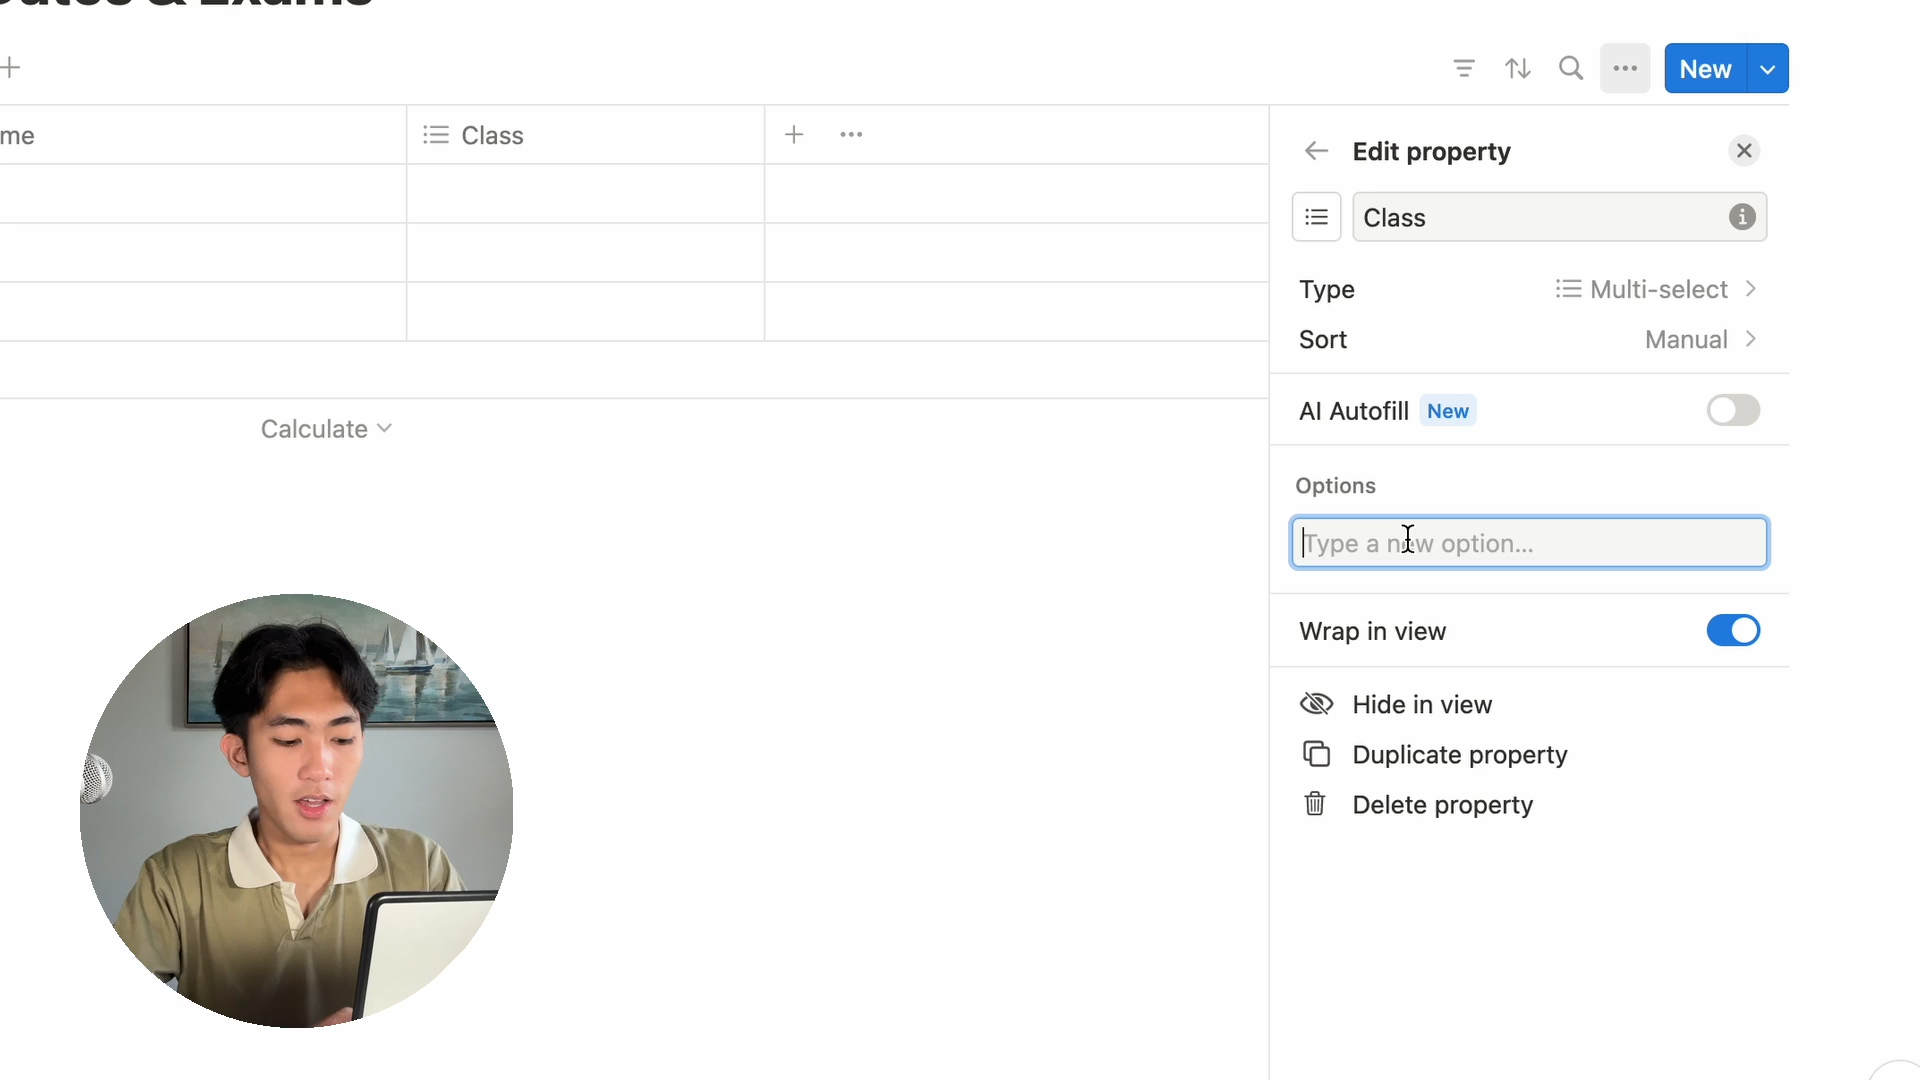 & Exams
New
me
Class
Edit property
Class
Type
Multi-select
Sort
Manual
AI Autofill
New
Calculate
Options
Type a new option...
Wrap in view
Hide in view
Duplicate property
Delete property